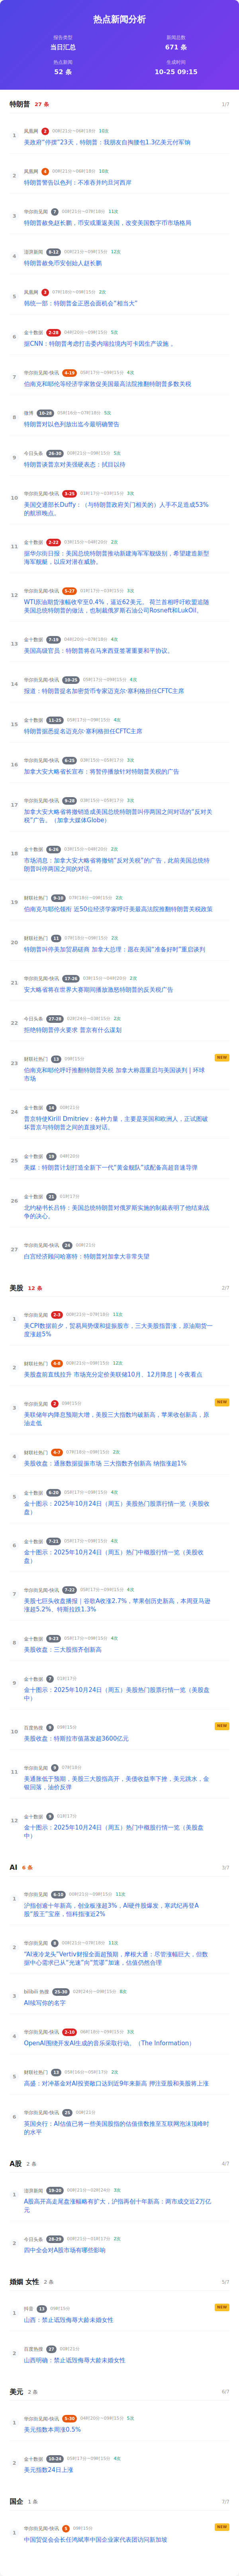 热点新闻分析
报告类型
新闻总数
当日汇总
671 条
热点新闻
生成时间
52 条
10-25 09:15
特朗普 27 条 1/7
1 凤凰网 2 00时21分~06时18分 10次
美政府“停摆”23天，特朗普：我朋友自掏腰包1.3亿美元付军饷
2 凤凰网 4 00时21分~06时18分 10次
特朗普警告以色列：不准吞并约旦河西岸
3 华尔街见闻 7 00时21分~07时18分 11次
特朗普赦免赵长鹏，币安或重返美国，改变美国数字币市场格局
4 澎湃新闻 8-12 00时21分~09时15分 12次
特朗普赦免币安创始人赵长鹏
5 凤凰网 3 07时18分~09时15分 2次
韩统一部：特朗普金正恩会面机会“相当大”
6 金十数据 2-28 04时20分~09时15分 5次
据CNN：特朗普考虑打击委内瑞拉境内可卡因生产设施 。
7 华尔街见闻-快讯 4-19 05时17分~09时15分 4次
伯南克和耶伦等经济学家敦促美国最高法院推翻特朗普多数关税
8 微博 16-28 05时16分~07时18分 5次
特朗普对以色列放出迄今最明确警告
9 今日头条 26-30 01时21分~09时15分 5次
特朗普谈普京对美强硬表态：拭目以待
10 华尔街见闻-快讯 3-25 01时17分~03时15分 3次
美国交通部长Duffy：（与特朗普政府关门相关的）人手不足造成53%
的航班晚点。
11 金十数据 2-22 03时15分~04时20分 2次
据华尔街日报：美国总统特朗普推动新建海军军舰级别，希望建造新型
海军舰艇，以应对潜在威胁。
12 华尔街见闻-快讯 5-27 01时17分~03时15分 3次
WTI原油期货涨幅收窄至0.4%，逼近62美元。 荷兰首相呼吁欧盟追随
美国总统特朗普的做法，也制裁俄罗斯石油公司Rosneft和LukOil。
13 金十数据 7-19 04时20分~07时18分 4次
美国高级官员：特朗普将在马来西亚签署重要和平协议。
14 华尔街见闻-快讯 10-25 05时17分~09时15分 4次
报道：特朗普提名加密货币专家迈克尔·塞利格担任CFTC主席
15 金十数据 11-25 05时17分~09时15分 4次
特朗普据悉提名迈克尔·塞利格担任CFTC主席
16 华尔街见闻-快讯 6-25 03时15分~05时17分 3次
加拿大安大略省长宣布：将暂停播放针对特朗普关税的广告
17 华尔街见闻-快讯 9-28 03时15分~05时17分 3次
加拿大安大略省将撤销造成美国总统特朗普叫停两国之间对话的“反对关
税”广告。（加拿大媒体Globe）
18 金十数据 6-26 03时15分~04时20分 2次
市场消息：加拿大安大略省将撤销“反对关税”的广告，此前美国总统特
朗普叫停两国之间的对话。
19 财联社热门 9-10 07时18分~09时15分 2次
伯南克与耶伦领衔 近50位经济学家呼吁美最高法院推翻特朗普关税政策
20 财联社热门 11 07时18分~09时15分 2次
特朗普叫停美加贸易磋商 加拿大总理：愿在美国“准备好时”重启谈判
21 华尔街见闻-快讯 17-26 03时15分~04时20分 2次
安大略省将在世界大赛期间播放激怒特朗普的反关税广告
22 今日头条 27-28 02时24分~03时15分 2次
拒绝特朗普停火要求 普京有什么谋划
23 财联社热门 13 09时15分 NEW
伯南克和耶伦呼吁推翻特朗普关税 加拿大称愿重启与美国谈判丨环球
市场
24 金十数据 14 00时21分
普京特使Kirill Dmitriev：各种力量，主要是英国和欧洲人，正试图破
坏普京与特朗普之间的直接对话。
25 金十数据 19 04时20分
美媒：特朗普计划打造全新下一代“黄金舰队”或配备高超音速导弹
26 金十数据 21 01时17分
北约秘书长吕特：美国总统特朗普对俄罗斯实施的制裁表明了他结束战
争的决心。
27 华尔街见闻-快讯 24 00时21分
白宫经济顾问哈塞特：特朗普对加拿大非常失望
美股 12 条 2/7
1 华尔街见闻 2-3 00时21分~07时18分 11次
美CPI数据前夕，贸易局势缓和提振股市，三大美股指普涨，原油期货一
度涨超5%
2 财联社热门 4-8 00时21分~09时15分 12次
美股盘前直线拉升 市场充分定价美联储10月、12月降息丨今夜看点
3 华尔街见闻 2 09时15分 NEW
美联储年内降息预期大增，美股三大指数均破新高，苹果收创新高，原
油走低
4 财联社热门 4-7 07时18分~09时15分 2次
美股收盘：通胀数据提振市场 三大指数齐创新高 纳指涨超1%
5 金十数据 6-20 05时17分~09时15分 4次
金十图示：2025年10月24日（周五）美股热门股票行情一览（美股收
盘）
6 金十数据 7-21 05时17分~09时15分 4次
金十图示：2025年10月24日（周五）热门中概股行情一览（美股收
盘）
7 华尔街见闻-快讯 7-22 05时17分~09时15分 4次
美股七巨头收盘播报｜谷歌A收涨2.7%，苹果创历史新高，本周亚马逊
涨超5.2%、特斯拉跌1.3%
8 金十数据 9-23 05时17分~09时15分 4次
美股收盘：三大股指齐创新高
9 金十数据 7 01时17分
金十图示：2025年10月24日（周五）美股热门股票行情一览（美股盘
中）
10 百度热搜 9 09时15分 NEW
美股收盘：特斯拉市值蒸发超3600亿元
11 华尔街见闻 9 07时18分
美通胀低于预期，美股三大股指高开，美债收益率下挫，美元跳水，金
银回落，油价反弹
12 金十数据 9 01时17分
金十图示：2025年10月24日（周五）热门中概股行情一览（美股盘
中）
AI 6 条 3/7
1 华尔街见闻 6-10 00时21分~09时15分 11次
沪指创逾十年新高，创业板涨超3%，AI硬件股爆发，寒武纪再登A
股“股王”宝座，恒科指涨近2%
2 华尔街见闻 8 00时21分~07时18分 11次
“AI液冷龙头”Vertiv财报全面超预期，摩根大通：尽管涨幅巨大，但数
据中心需求已从“光速”向“荒谬”加速，估值仍然合理
3 bilibili 热搜 25-30 02时24分~09时15分 8次
AI续写你的名字
4 华尔街见闻-快讯 2-18 06时18分~09时15分 3次
OpenAI围绕开发AI生成的音乐采取行动。（The Information）
5 财联社热门 13 05时16分~05时17分 2次
高盛：对冲基金对AI投资敞口达到近9年来新高 押注亚股和美股将上涨
6 华尔街见闻-快讯 25 00时21分
英国央行：AI估值已将一些美国股指的估值倍数推至互联网泡沫顶峰时
的水平
A股 2 条 4/7
1 澎湃新闻 19-20 00时21分~02时24分 3次
A股高开高走尾盘涨幅略有扩大，沪指再创十年新高：两市成交近2万亿
元
2 今日头条 28-29 00时21分~01时17分 2次
四中全会对A股市场有哪些影响
婚姻 女性 2 条 5/7
1 抖音 13 09时15分 NEW
山西：禁止诋毁侮辱大龄未婚女性
2 百度热搜 27 00时21分
山西明确：禁止诋毁侮辱大龄未婚女性
美元 2 条 6/7
1 华尔街见闻-快讯 5-30 04时20分~09时15分 5次
美元指数本周涨0.5%
2 金十数据 10-24 05时17分~09时15分 4次
美元指数24日上涨
国企 1 条 7/7
1 华尔街见闻-快讯 5 09时15分 NEW
中国贸促会会长任鸿斌率中国企业家代表团访问新加坡